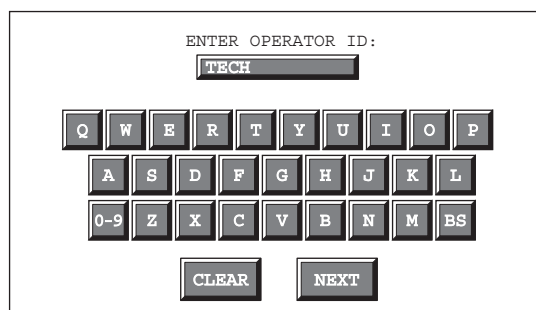 ENTER OPERATOR ID:
TECH
Q W E R T Y U I O P
A S D F G H J K L
0-9 Z X C V B N M BS
CLEAR NEXT